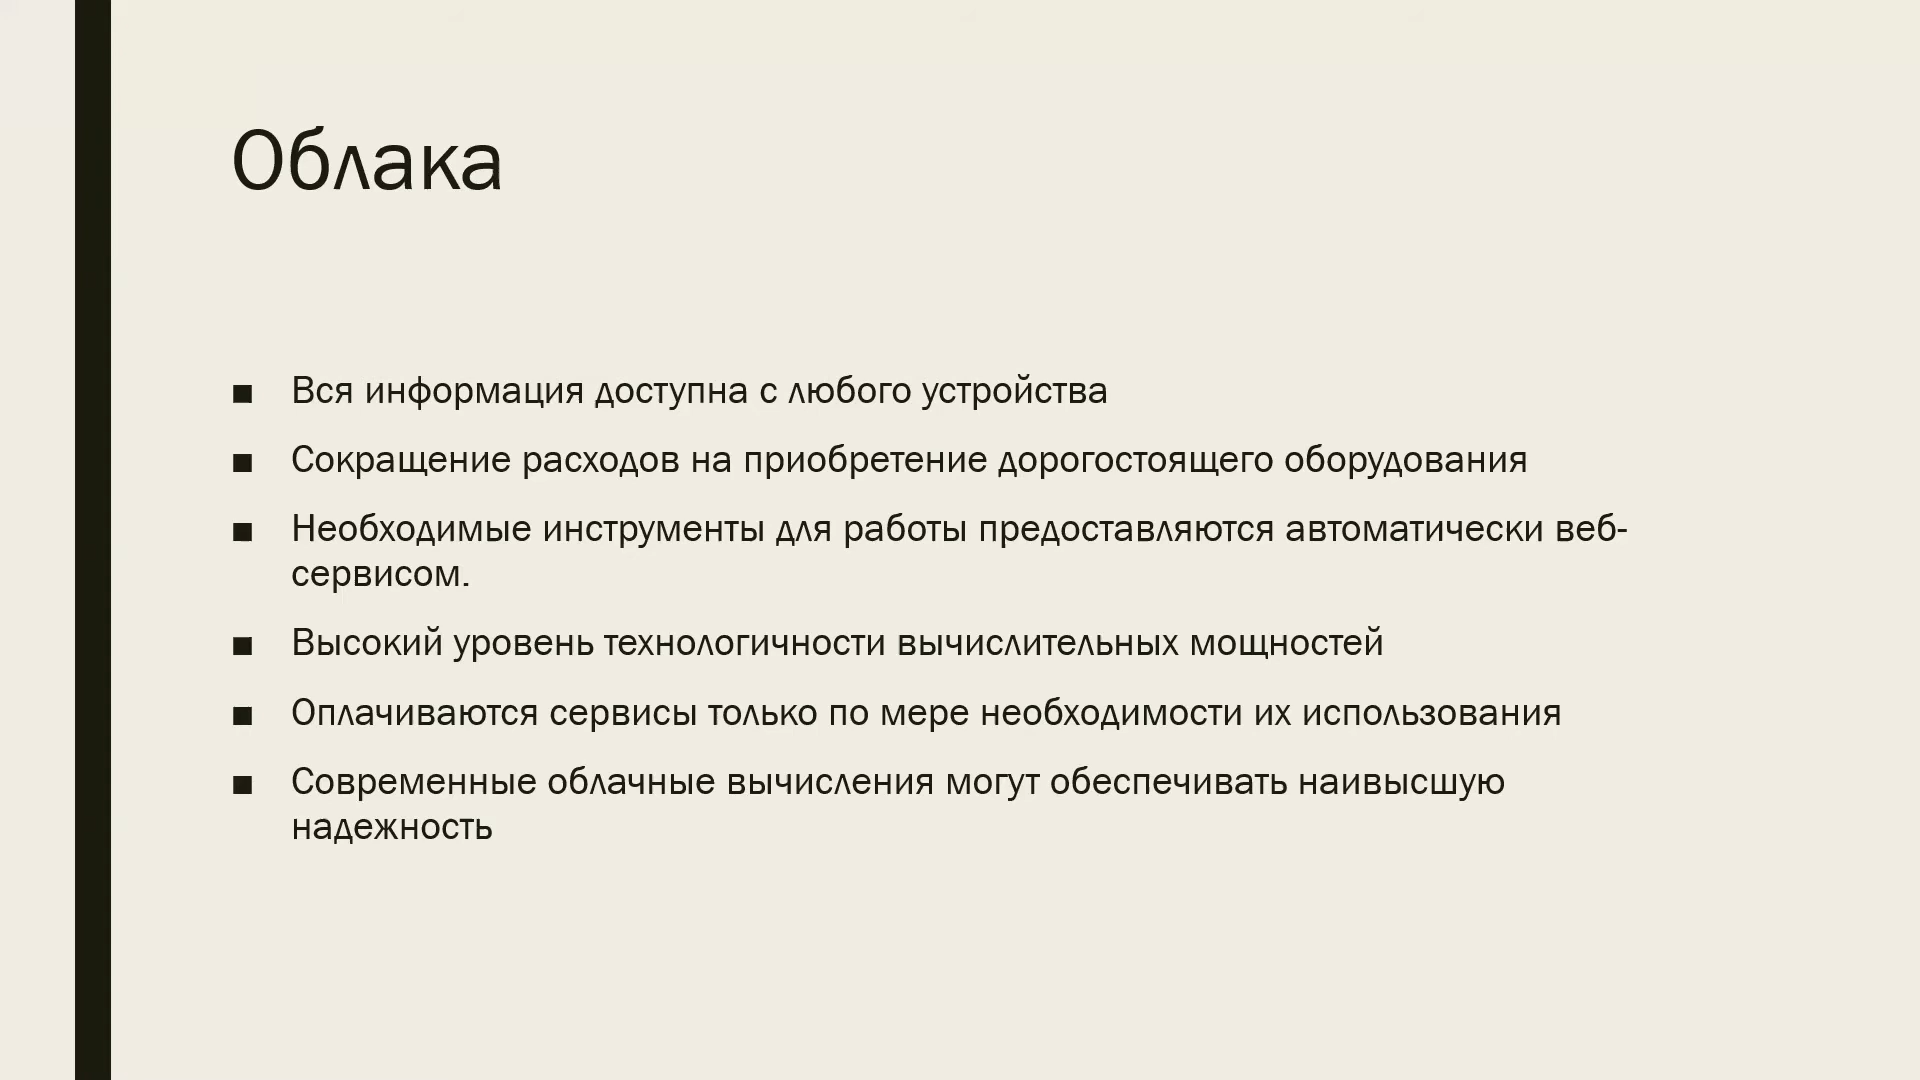 Облака
▪ Вся информация доступна с любого устройства
▪ Сокращение расходов на приобретение дорогостоящего оборудования
▪ Необходимые инструменты для работы предоставляются автоматически веб-
сервисом.
▪ Высокий уровень технологичности вычислительных мощностей
▪ Оплачиваются сервисы только по мере необходимости их использования
▪ Современные облачные вычисления могут обеспечивать наивысшую
надежность